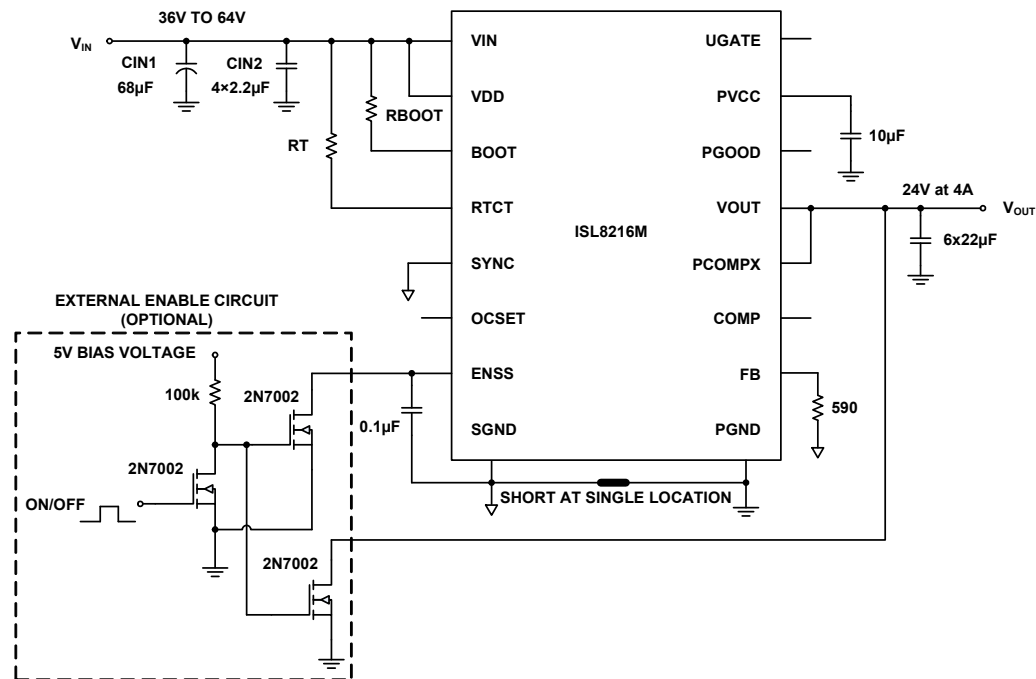 36V TO 64V
V_IN
CIN1
68µF
CIN2
4×2.2µF
RT
RBOOT
VIN
VDD
BOOT
RTCT
SYNC
OCSET
ENSS
SGND
ISL8216M
UGATE
PVCC
PGOOD
VOUT
PCOMPX
COMP
FB
PGND
10µF
24V at 4A
V_OUT
6x22µF
590
0.1µF
SHORT AT SINGLE LOCATION
EXTERNAL ENABLE CIRCUIT
(OPTIONAL)
5V BIAS VOLTAGE
100k
2N7002
2N7002
ON/OFF
2N7002